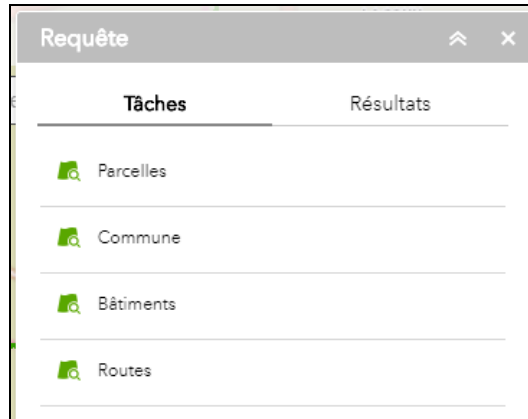 Requête
Tâches Résultats
Parcelles
Commune
Bâtiments
Routes